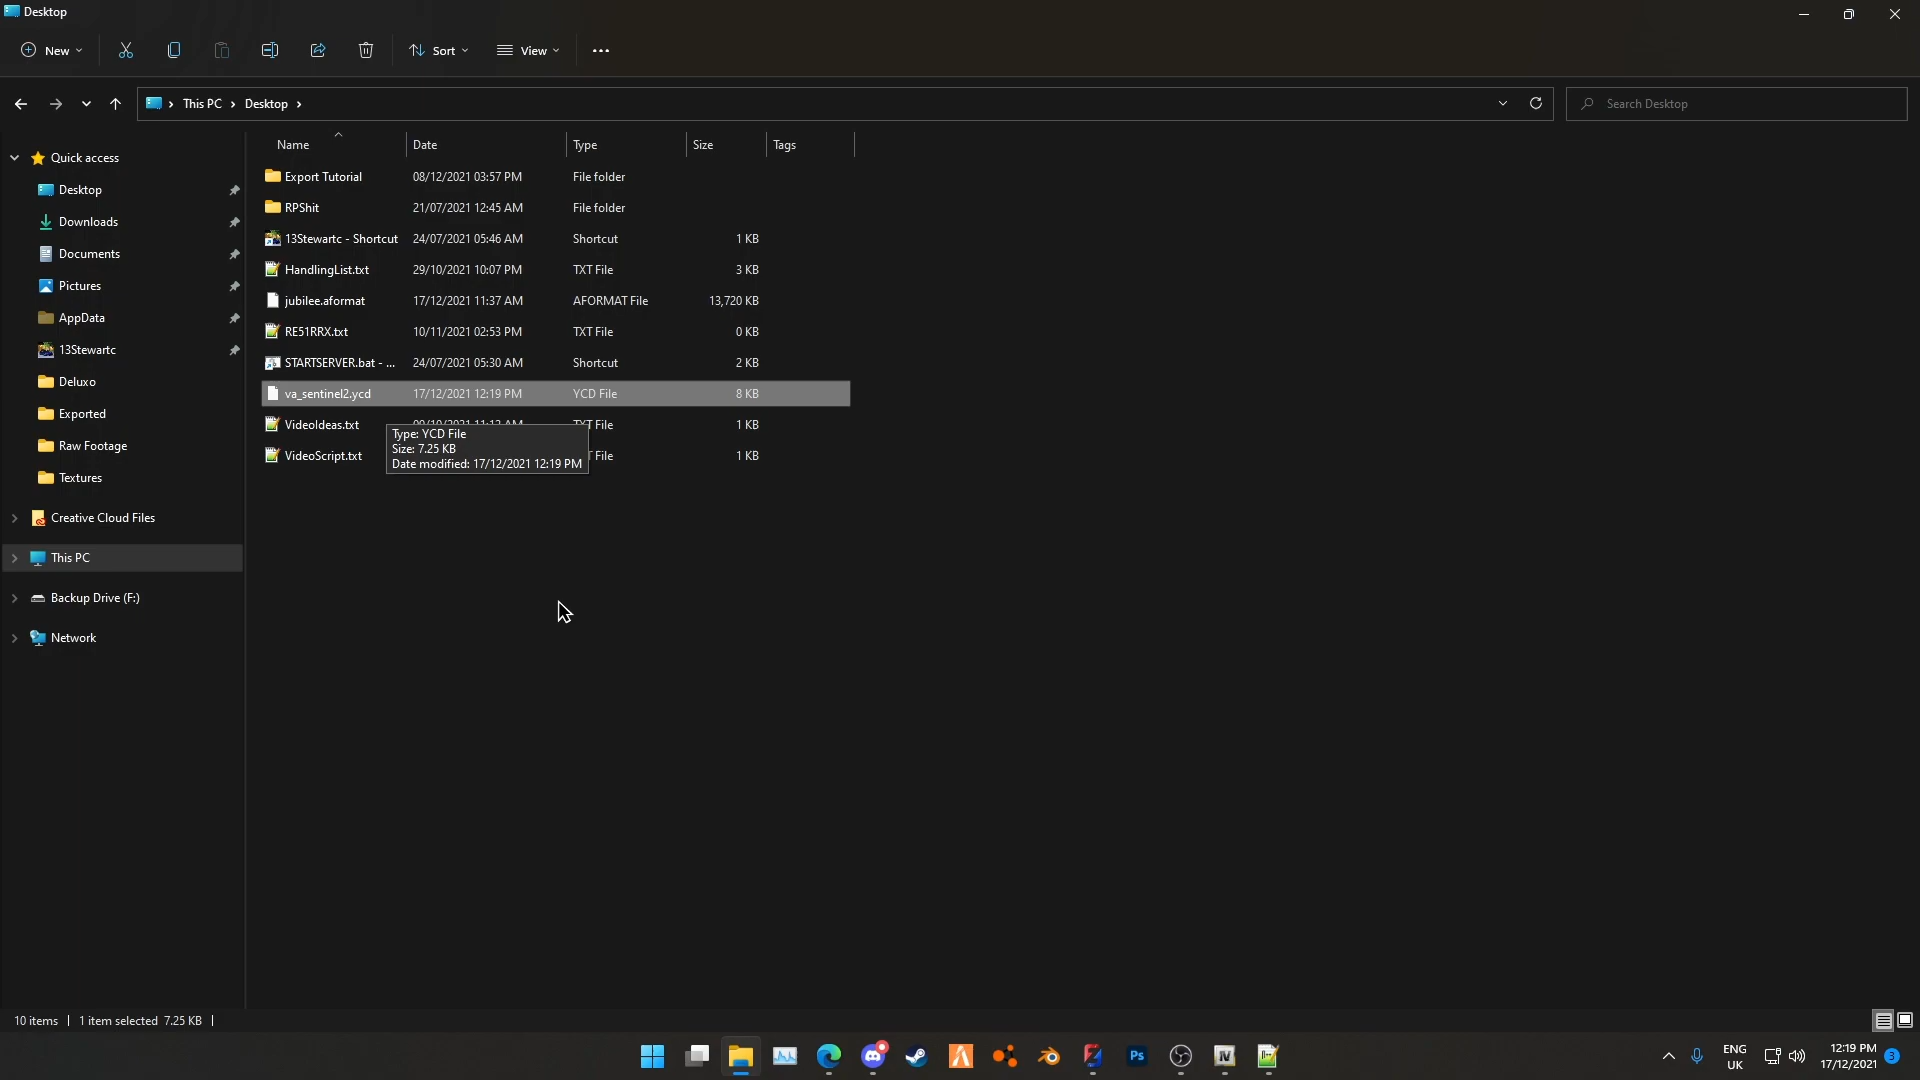 Desktop
New
Sort
View
This PC > Desktop >
Search Desktop
Name Date Type Size Tags
Quick access
Desktop
Downloads
Documents
Pictures
AppData
13Stewartc
Deluxo
Exported
Raw Footage
Textures
Creative Cloud Files
This PC
Backup Drive (F:)
Network
Export Tutorial 08/12/2021 03:57 PM File folder
RPShit 21/07/2021 12:45 AM File folder
13Stewartc - Shortcut 24/07/2021 05:46 AM Shortcut 1 KB
HandlingList.txt 29/10/2021 10:07 PM TXT File 3 KB
jubilee.aformat 17/12/2021 11:37 AM AFORMAT File 13,720 KB
RE51RRX.txt 10/11/2021 02:53 PM TXT File 0 KB
STARTSERVER.bat - ... 24/07/2021 05:30 AM Shortcut 2 KB
va_sentinel2.ycd 17/12/2021 12:19 PM YCD File 8 KB
VideoIdeas.txt TXT File 1 KB
VideoScript.txt File 1 KB
Type: YCD File
Size: 7.25 KB
Date modified: 17/12/2021 12:19 PM
10 items 1 item selected 7.25 KB
Ps
IV
ENG
UK
12:19 PM
17/12/2021
3